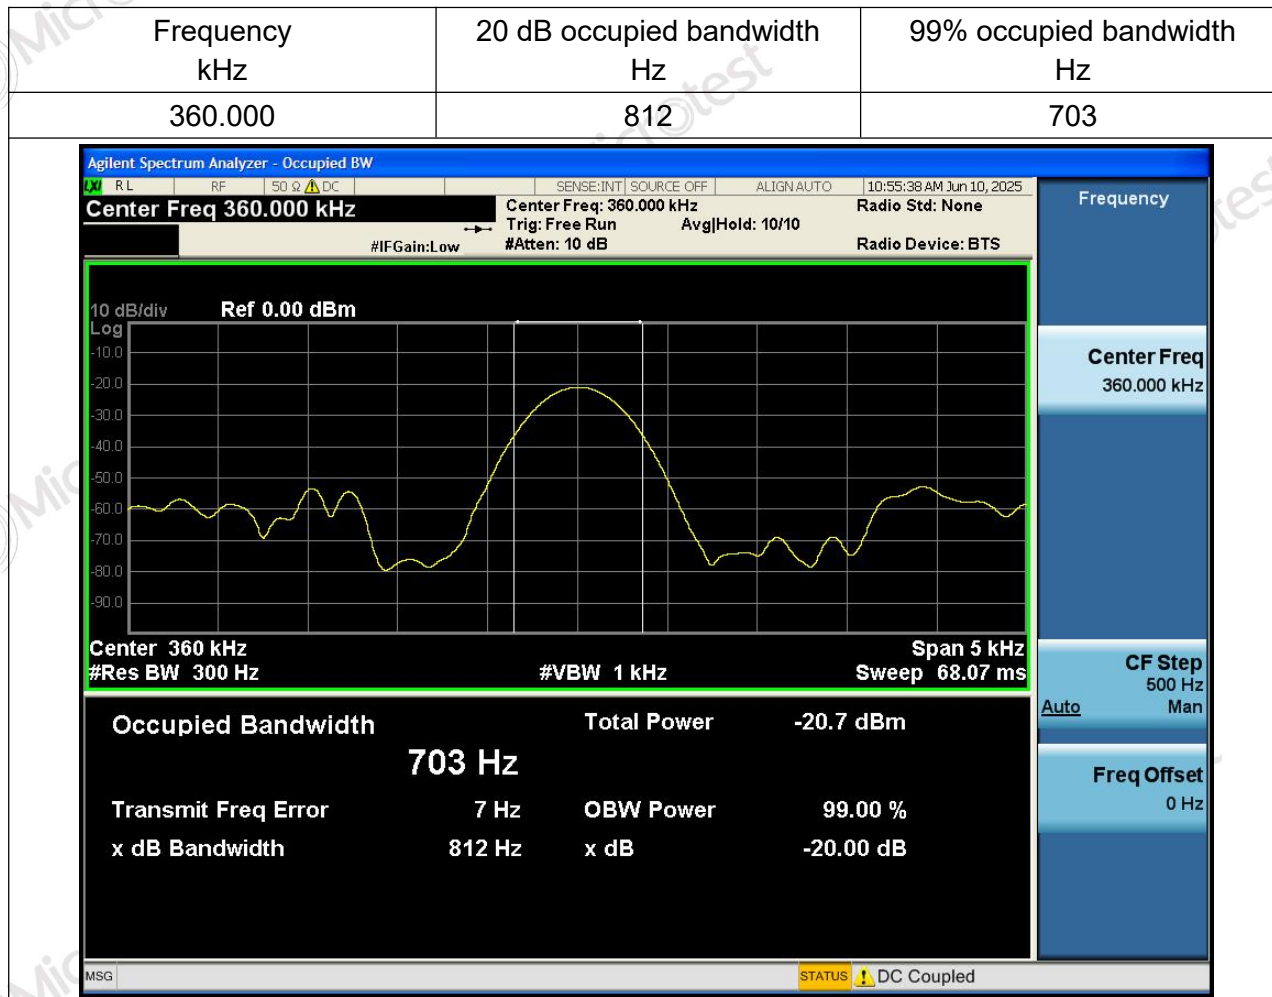 Frequency kHz	20 dB occupied bandwidth Hz	99% occupied bandwidth Hz
360.000	812	703
Agilent Spectrum Analyzer - Occupied BW
LXI RL RF 50 Ω DC SENSE:INT SOURCE OFF ALIGN AUTO 10:55:38 AM Jun 10, 2025
Center Freq 360.000 kHz
Center Freq: 360.000 kHz Radio Std: None
Trig: Free Run Avg|Hold: 10/10
#IFGain:Low #Atten: 10 dB Radio Device: BTS
10 dB/div Ref 0.00 dBm
Log
-10.0
-20.0
-30.0
-40.0
-50.0
-60.0
-70.0
-80.0
-90.0
Center 360 kHz Span 5 kHz
#Res BW 300 Hz #VBW 1 kHz Sweep 68.07 ms
Occupied Bandwidth Total Power -20.7 dBm
703 Hz
Transmit Freq Error 7 Hz OBW Power 99.00 %
x dB Bandwidth 812 Hz x dB -20.00 dB
MSG STATUS DC Coupled
Frequency
Center Freq
360.000 kHz
CF Step
500 Hz
Auto Man
Freq Offset
0 Hz